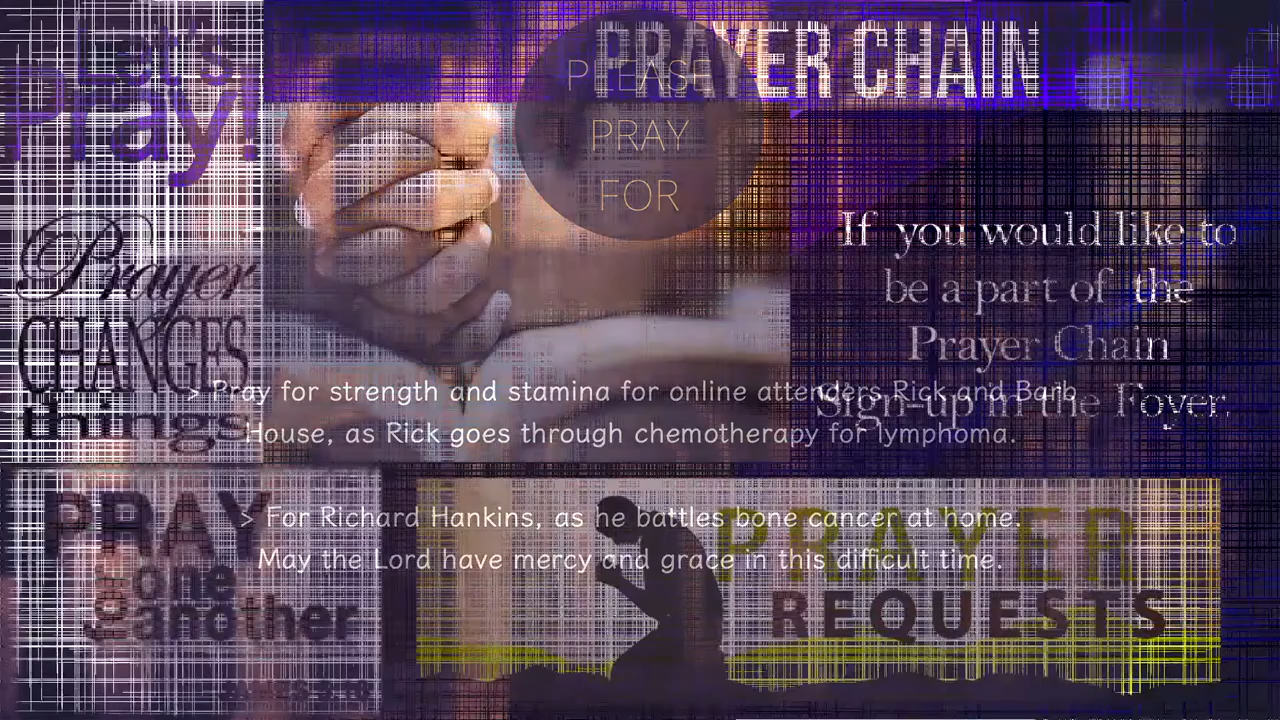 Let's
Pray!
PRAYER CHAIN
PLEASE
PRAY
FOR
Prayer
CHANGES
things
If you would like to
be a part of the
Prayer Chain
Sign-up in the Foyer.
> Pray for strength and stamina for online attenders Rick and Barb
House, as Rick goes through chemotherapy for lymphoma.
> For Richard Hankins, as he battles bone cancer at home.
May the Lord have mercy and grace in this difficult time.
PRAY
for one
another
PRAYER
REQUESTS